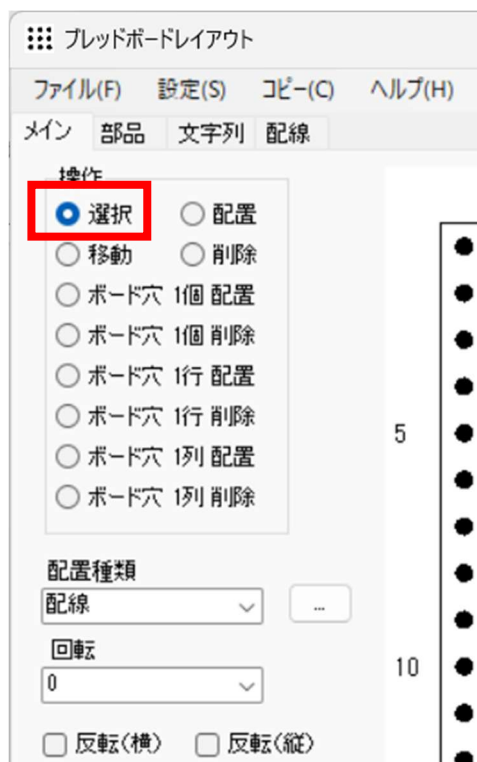 ブレッドボードレイアウト
ファイル(F) 設定(S) コピー(C) ヘルプ(H)
メイン 部品 文字列 配線
操作
選択 配置
移動 削除
ボード穴 1個 配置
ボード穴 1個 削除
ボード穴 1行 配置
ボード穴 1行 削除
5
ボード穴 1列 配置
ボード穴 1列 削除
配置種類
配線 ...
回転
10
0
反転(横) 反転(縦)